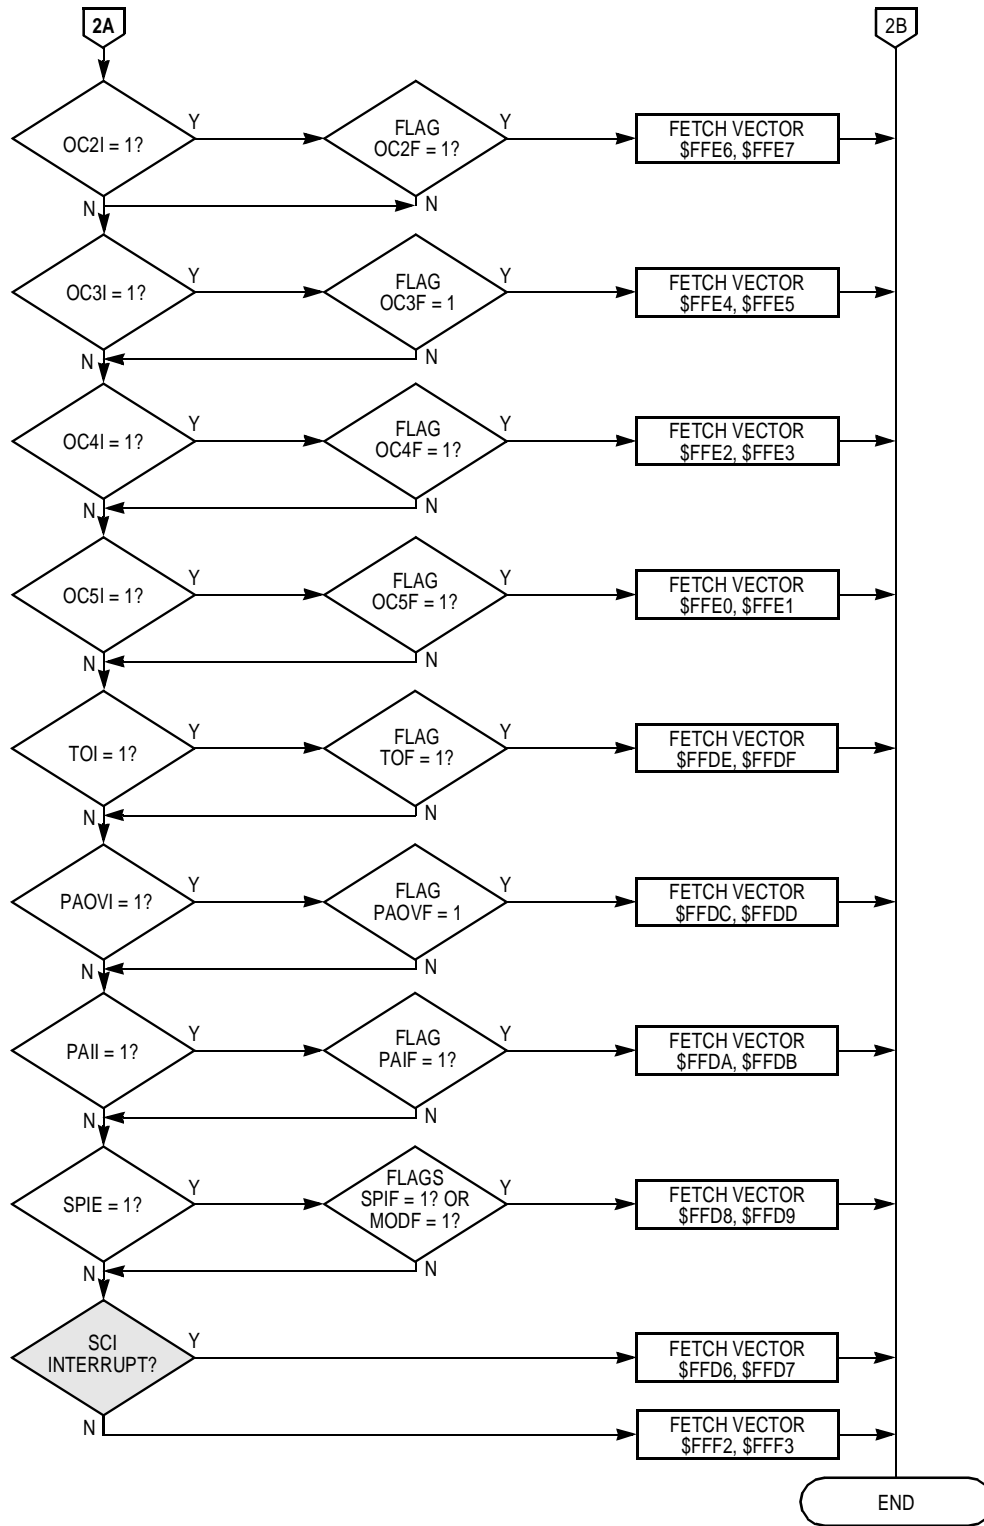 2A
2B
OC2I = 1?
Y
FLAG
OC2F = 1?
Y
FETCH VECTOR
$FFE6, $FFE7
N
N
OC3I = 1?
Y
FLAG
OC3F = 1
Y
FETCH VECTOR
$FFE4, $FFE5
N
N
OC4I = 1?
Y
FLAG
OC4F = 1?
Y
FETCH VECTOR
$FFE2, $FFE3
N
N
OC5I = 1?
Y
FLAG
OC5F = 1?
Y
FETCH VECTOR
$FFE0, $FFE1
N
N
TOI = 1?
Y
FLAG
TOF = 1?
Y
FETCH VECTOR
$FFDE, $FFDF
N
N
PAOVI = 1?
Y
FLAG
PAOVF = 1
Y
FETCH VECTOR
$FFDC, $FFDD
N
N
PAII = 1?
Y
FLAG
PAIF = 1?
Y
FETCH VECTOR
$FFDA, $FFDB
N
N
SPIE = 1?
Y
FLAGS
SPIF = 1? OR
MODF = 1?
Y
FETCH VECTOR
$FFD8, $FFD9
N
N
SCI
INTERRUPT?
Y
FETCH VECTOR
$FFD6, $FFD7
N
FETCH VECTOR
$FFF2, $FFF3
END